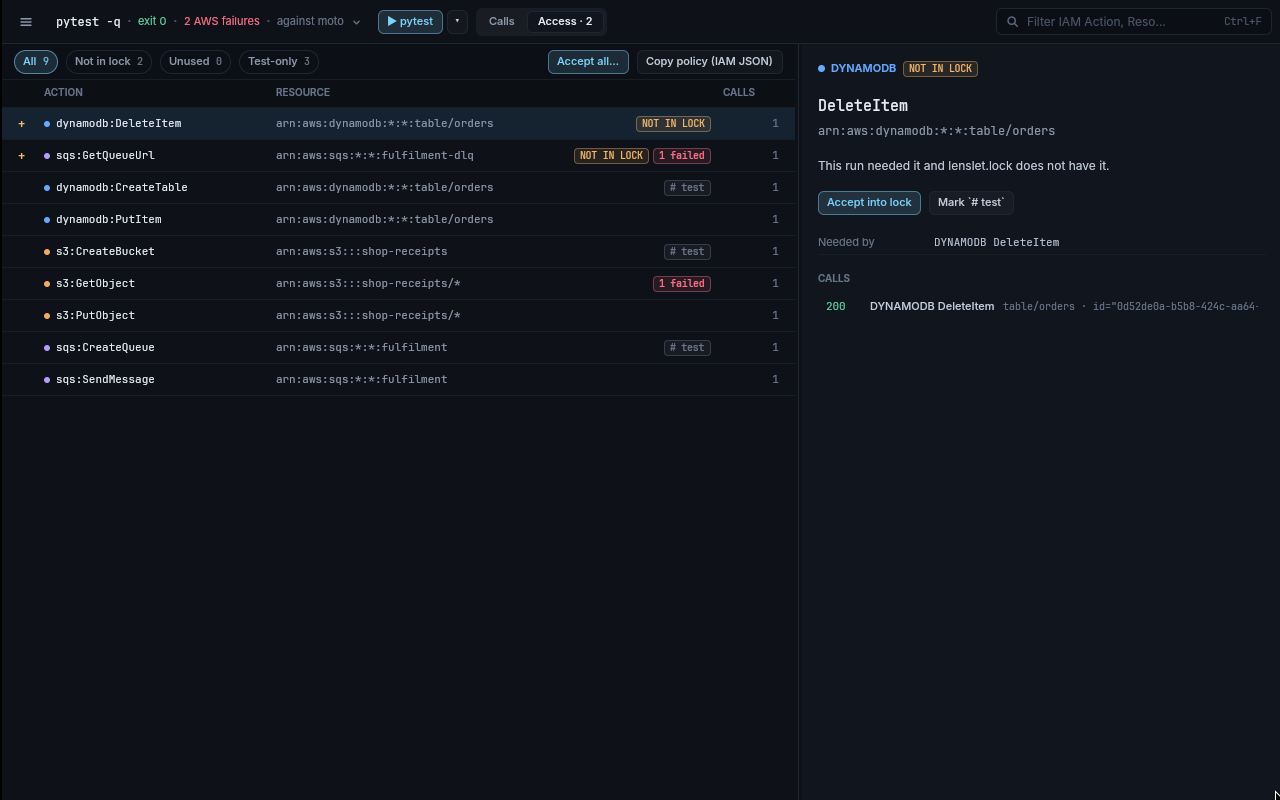 pytest -q · exit 0 · 2 AWS failures · against moto
pytest
Calls
Access · 2
Filter IAM Action, Reso... Ctrl+F
All 9
Not in lock 2
Unused 0
Test-only 3
Accept all...
Copy policy (IAM JSON)
ACTION RESOURCE CALLS
+ dynamodb:DeleteItem arn:aws:dynamodb:*:*:table/orders NOT IN LOCK 1
+ sqs:GetQueueUrl arn:aws:sqs:*:*:fulfilment-dlq NOT IN LOCK 1 failed 1
dynamodb:CreateTable arn:aws:dynamodb:*:*:table/orders # test 1
dynamodb:PutItem arn:aws:dynamodb:*:*:table/orders 1
s3:CreateBucket arn:aws:s3:::shop-receipts # test 1
s3:GetObject arn:aws:s3:::shop-receipts/* 1 failed 1
s3:PutObject arn:aws:s3:::shop-receipts/* 1
sqs:CreateQueue arn:aws:sqs:*:*:fulfilment # test 1
sqs:SendMessage arn:aws:sqs:*:*:fulfilment 1
DYNAMODB NOT IN LOCK
DeleteItem
arn:aws:dynamodb:*:*:table/orders
This run needed it and lenslet.lock does not have it.
Accept into lock
Mark `# test`
Needed by DYNAMODB DeleteItem
CALLS
200 DYNAMODB DeleteItem table/orders · id="0d52de0a-b5b8-424c-aa64-